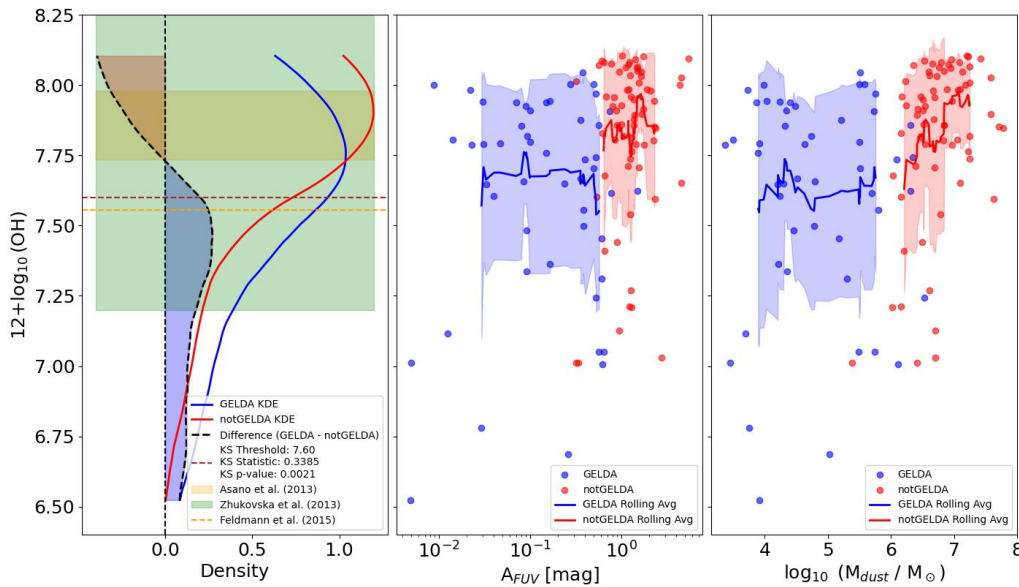 8.25
8.00
7.75
7.50
7.25
7.00
6.75
6.50
12+log₁₀ (OH)
GELDA KDE
notGELDA KDE
Difference (GELDA - notGELDA)
KS Threshold: 7.60
KS Statistic: 0.3385
KS p-value: 0.0021
Asano et al. (2013)
Zhukovska et al. (2013)
Feldmann et al. (2015)
0.0 0.5 1.0
Density
GELDA
notGELDA
GELDA Rolling Avg
notGELDA Rolling Avg
10⁻² 10⁻¹ 10⁰
A_FUV [mag]
GELDA
notGELDA
GELDA Rolling Avg
notGELDA Rolling Avg
4 5 6 7 8
log₁₀ (M_dust / M_⊙)